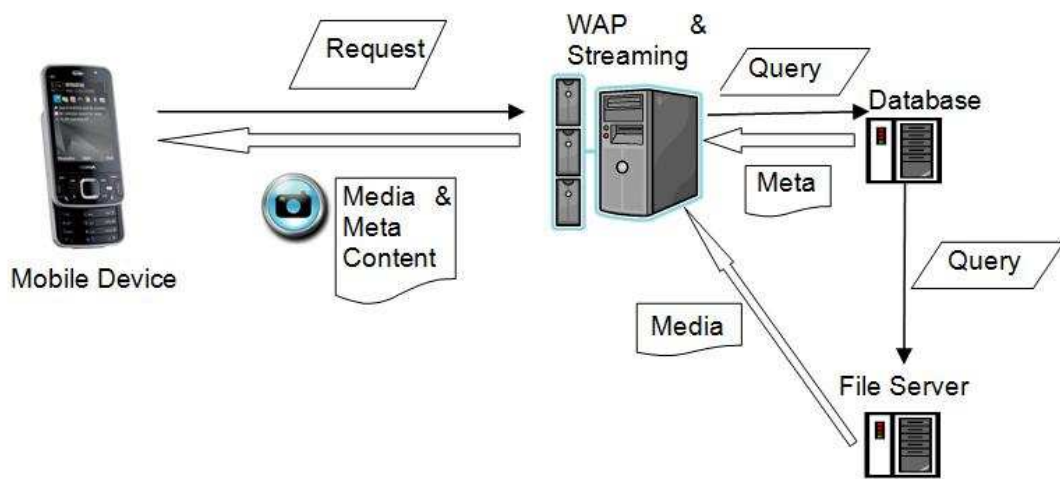 WAP &
Streaming
Request
Query
Database
Meta
Media &
Meta
Content
Mobile Device
Query
Media
File Server